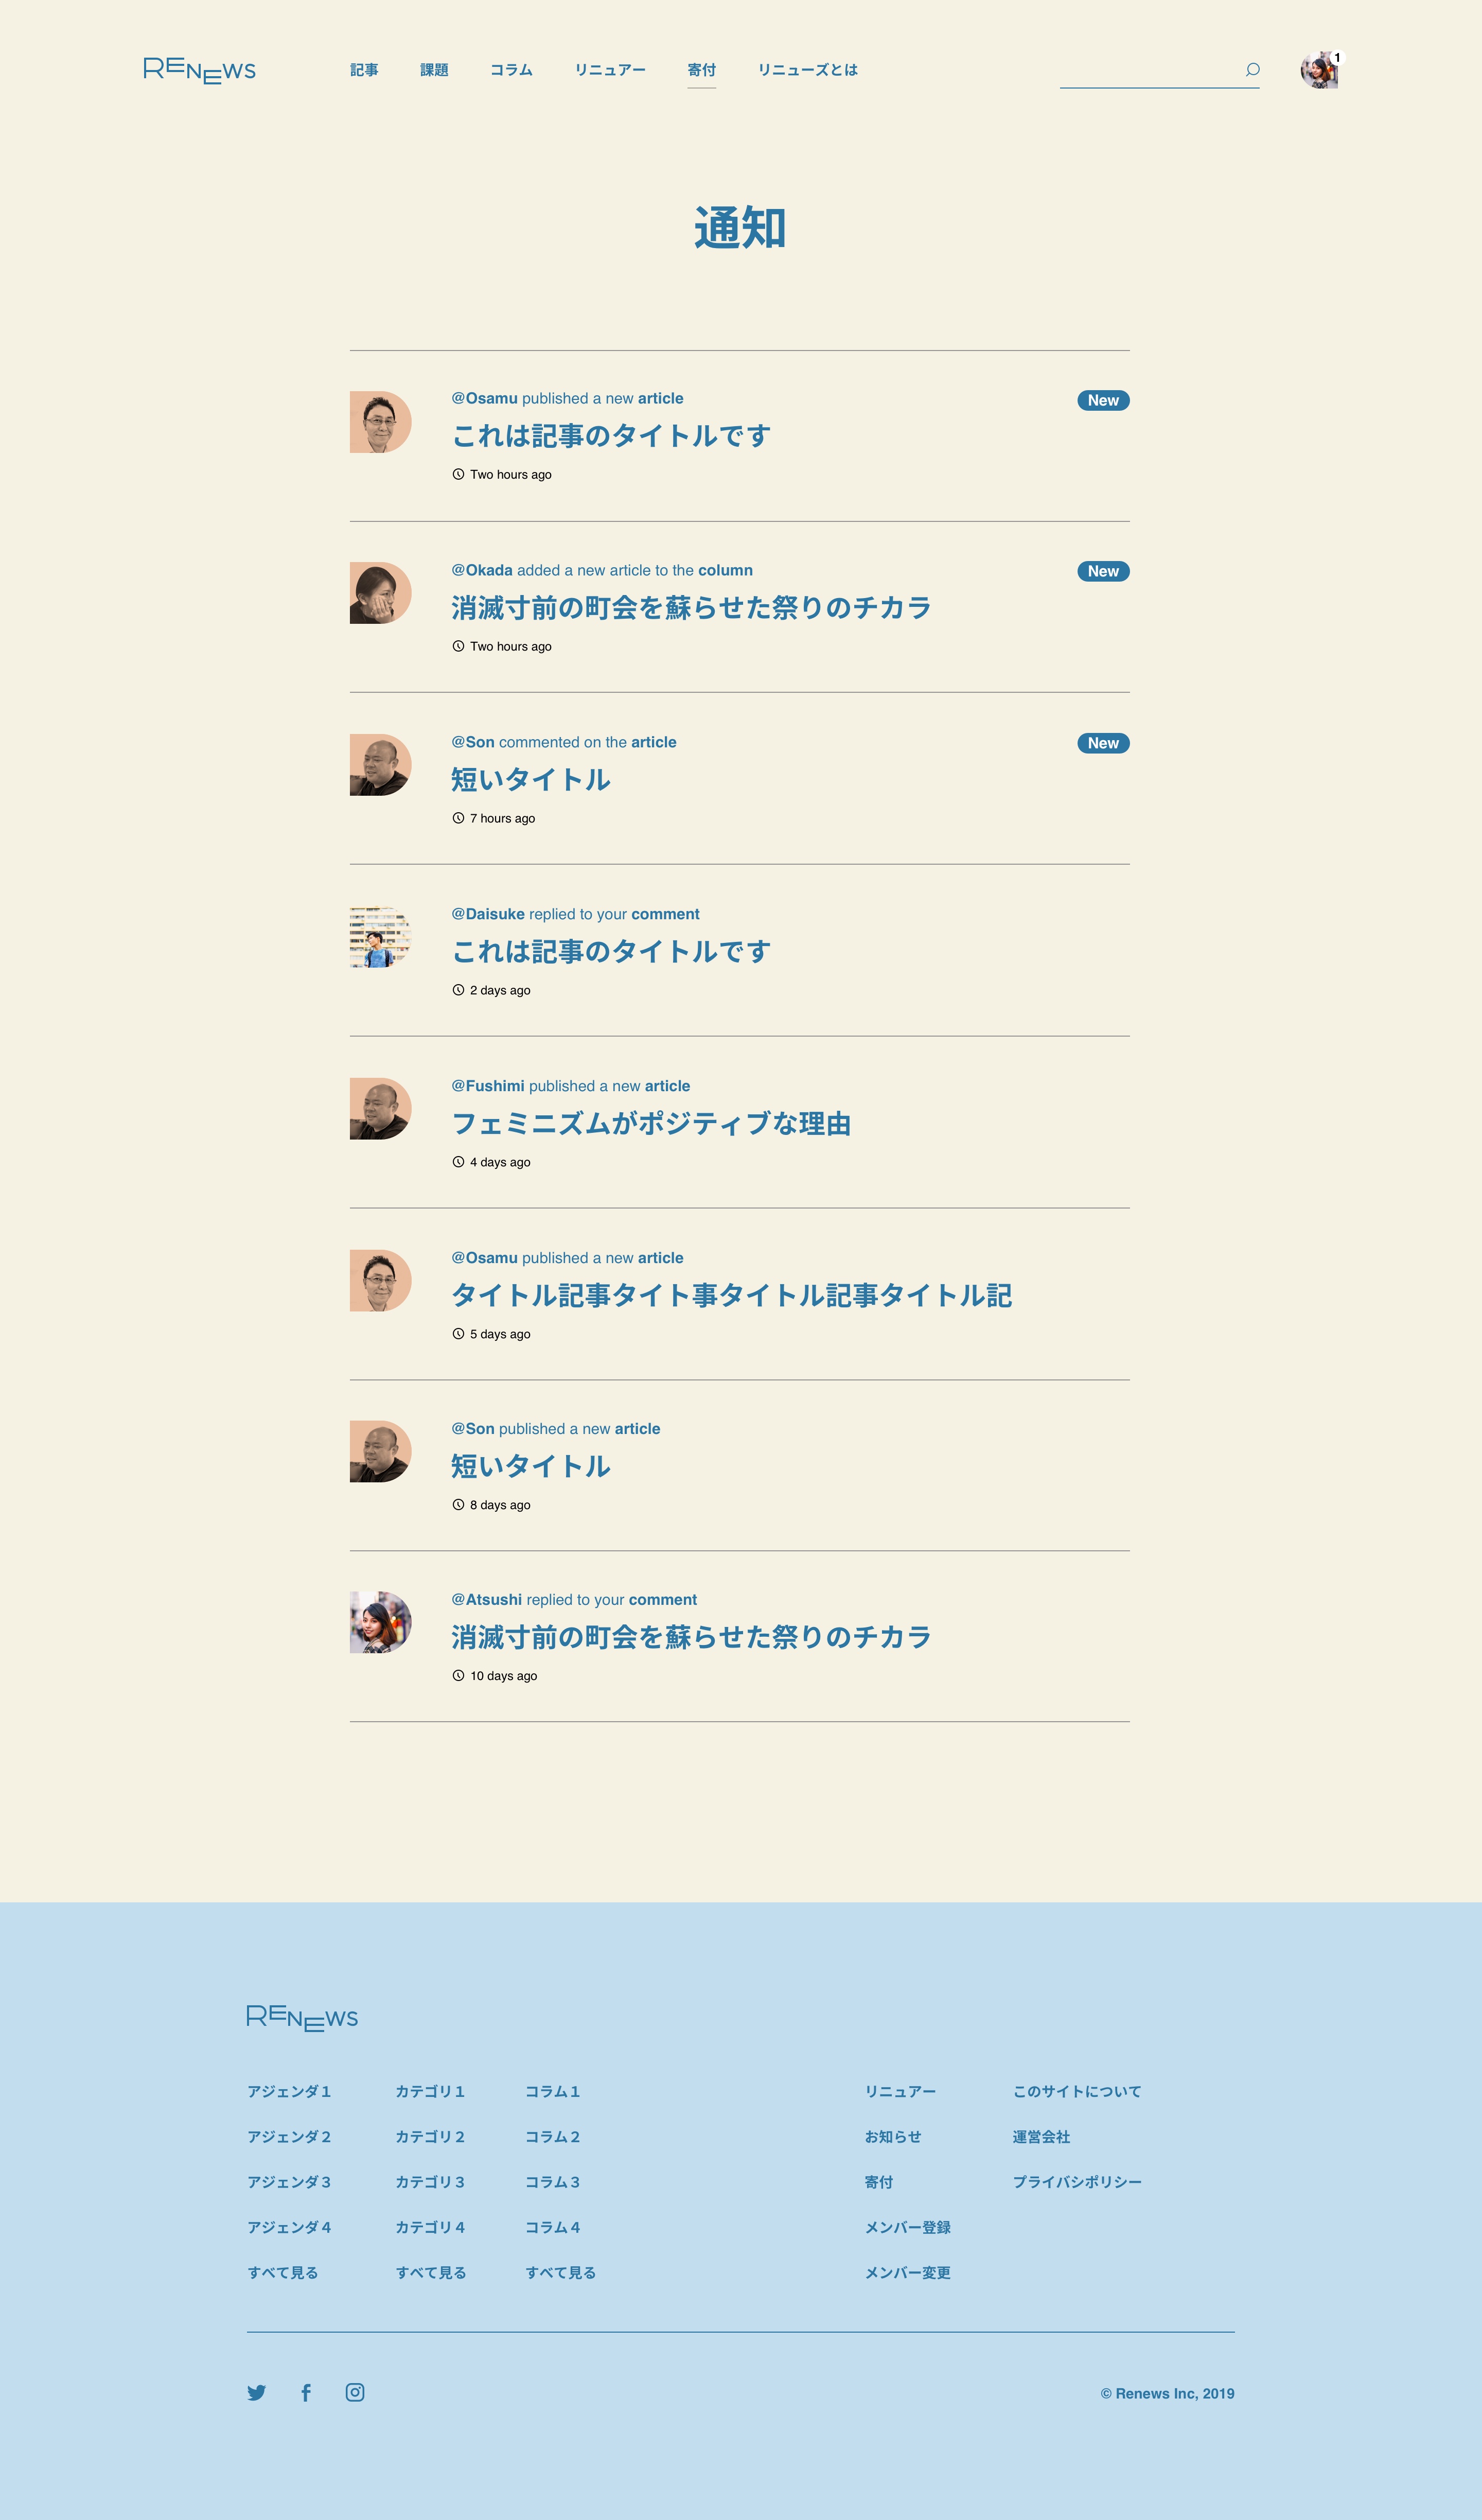 RENEWS
記事 課題 コラム リニュアー 寄付 リニューズとは
1
通知
@Osamu published a new article
New
これは記事のタイトルです
Two hours ago
@Okada added a new article to the column
New
消滅寸前の町会を蘇らせた祭りのチカラ
Two hours ago
@Son commented on the article
New
短いタイトル
7 hours ago
@Daisuke replied to your comment
これは記事のタイトルです
2 days ago
@Fushimi published a new article
フェミニズムがポジティブな理由
4 days ago
@Osamu published a new article
タイトル記事タイト事タイトル記事タイトル記
5 days ago
@Son published a new article
短いタイトル
8 days ago
@Atsushi replied to your comment
消滅寸前の町会を蘇らせた祭りのチカラ
10 days ago
RENEWS
アジェンダ１ カテゴリ１ コラム１ リニュアー このサイトについて
アジェンダ２ カテゴリ２ コラム２ お知らせ 運営会社
アジェンダ３ カテゴリ３ コラム３ 寄付 プライバシポリシー
アジェンダ４ カテゴリ４ コラム４ メンバー登録
すべて見る すべて見る すべて見る メンバー変更
© Renews Inc, 2019